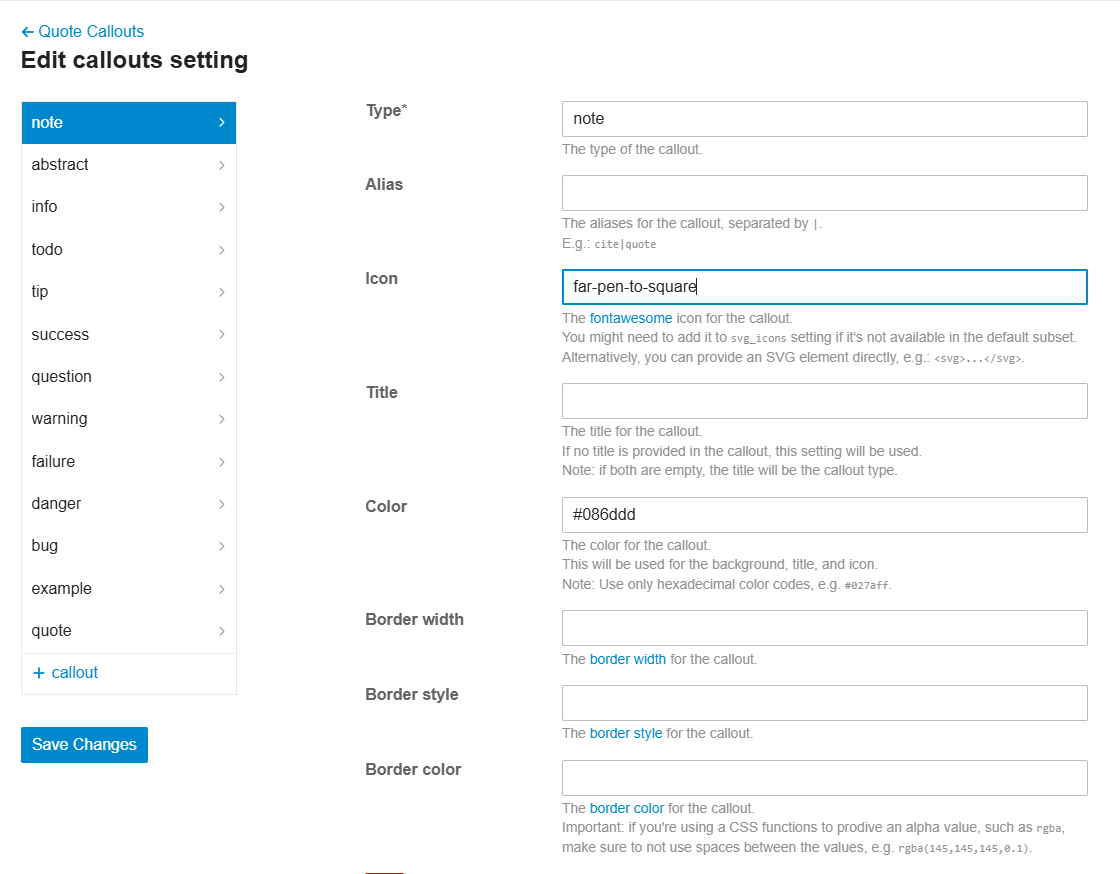 ← Quote Callouts
Edit callouts setting
note
abstract
info
todo
tip
success
question
warning
failure
danger
bug
example
quote
+ callout
Save Changes
Type*
note
The type of the callout.
Alias
The aliases for the callout, separated by |.
E.g.: cite|quote
Icon
far-pen-to-square
The fontawesome icon for the callout.
You might need to add it to svg_icons setting if it's not available in the default subset.
Alternatively, you can provide an SVG element directly, e.g.: <svg>...</svg>.
Title
The title for the callout.
If no title is provided in the callout, this setting will be used.
Note: if both are empty, the title will be the callout type.
Color
#086ddd
The color for the callout.
This will be used for the background, title, and icon.
Note: Use only hexadecimal color codes, e.g. #027aff.
Border width
The border width for the callout.
Border style
The border style for the callout.
Border color
The border color for the callout.
Important: if you're using a CSS functions to prodive an alpha value, such as rgba,
make sure to not use spaces between the values, e.g. rgba(145,145,145,0.1).